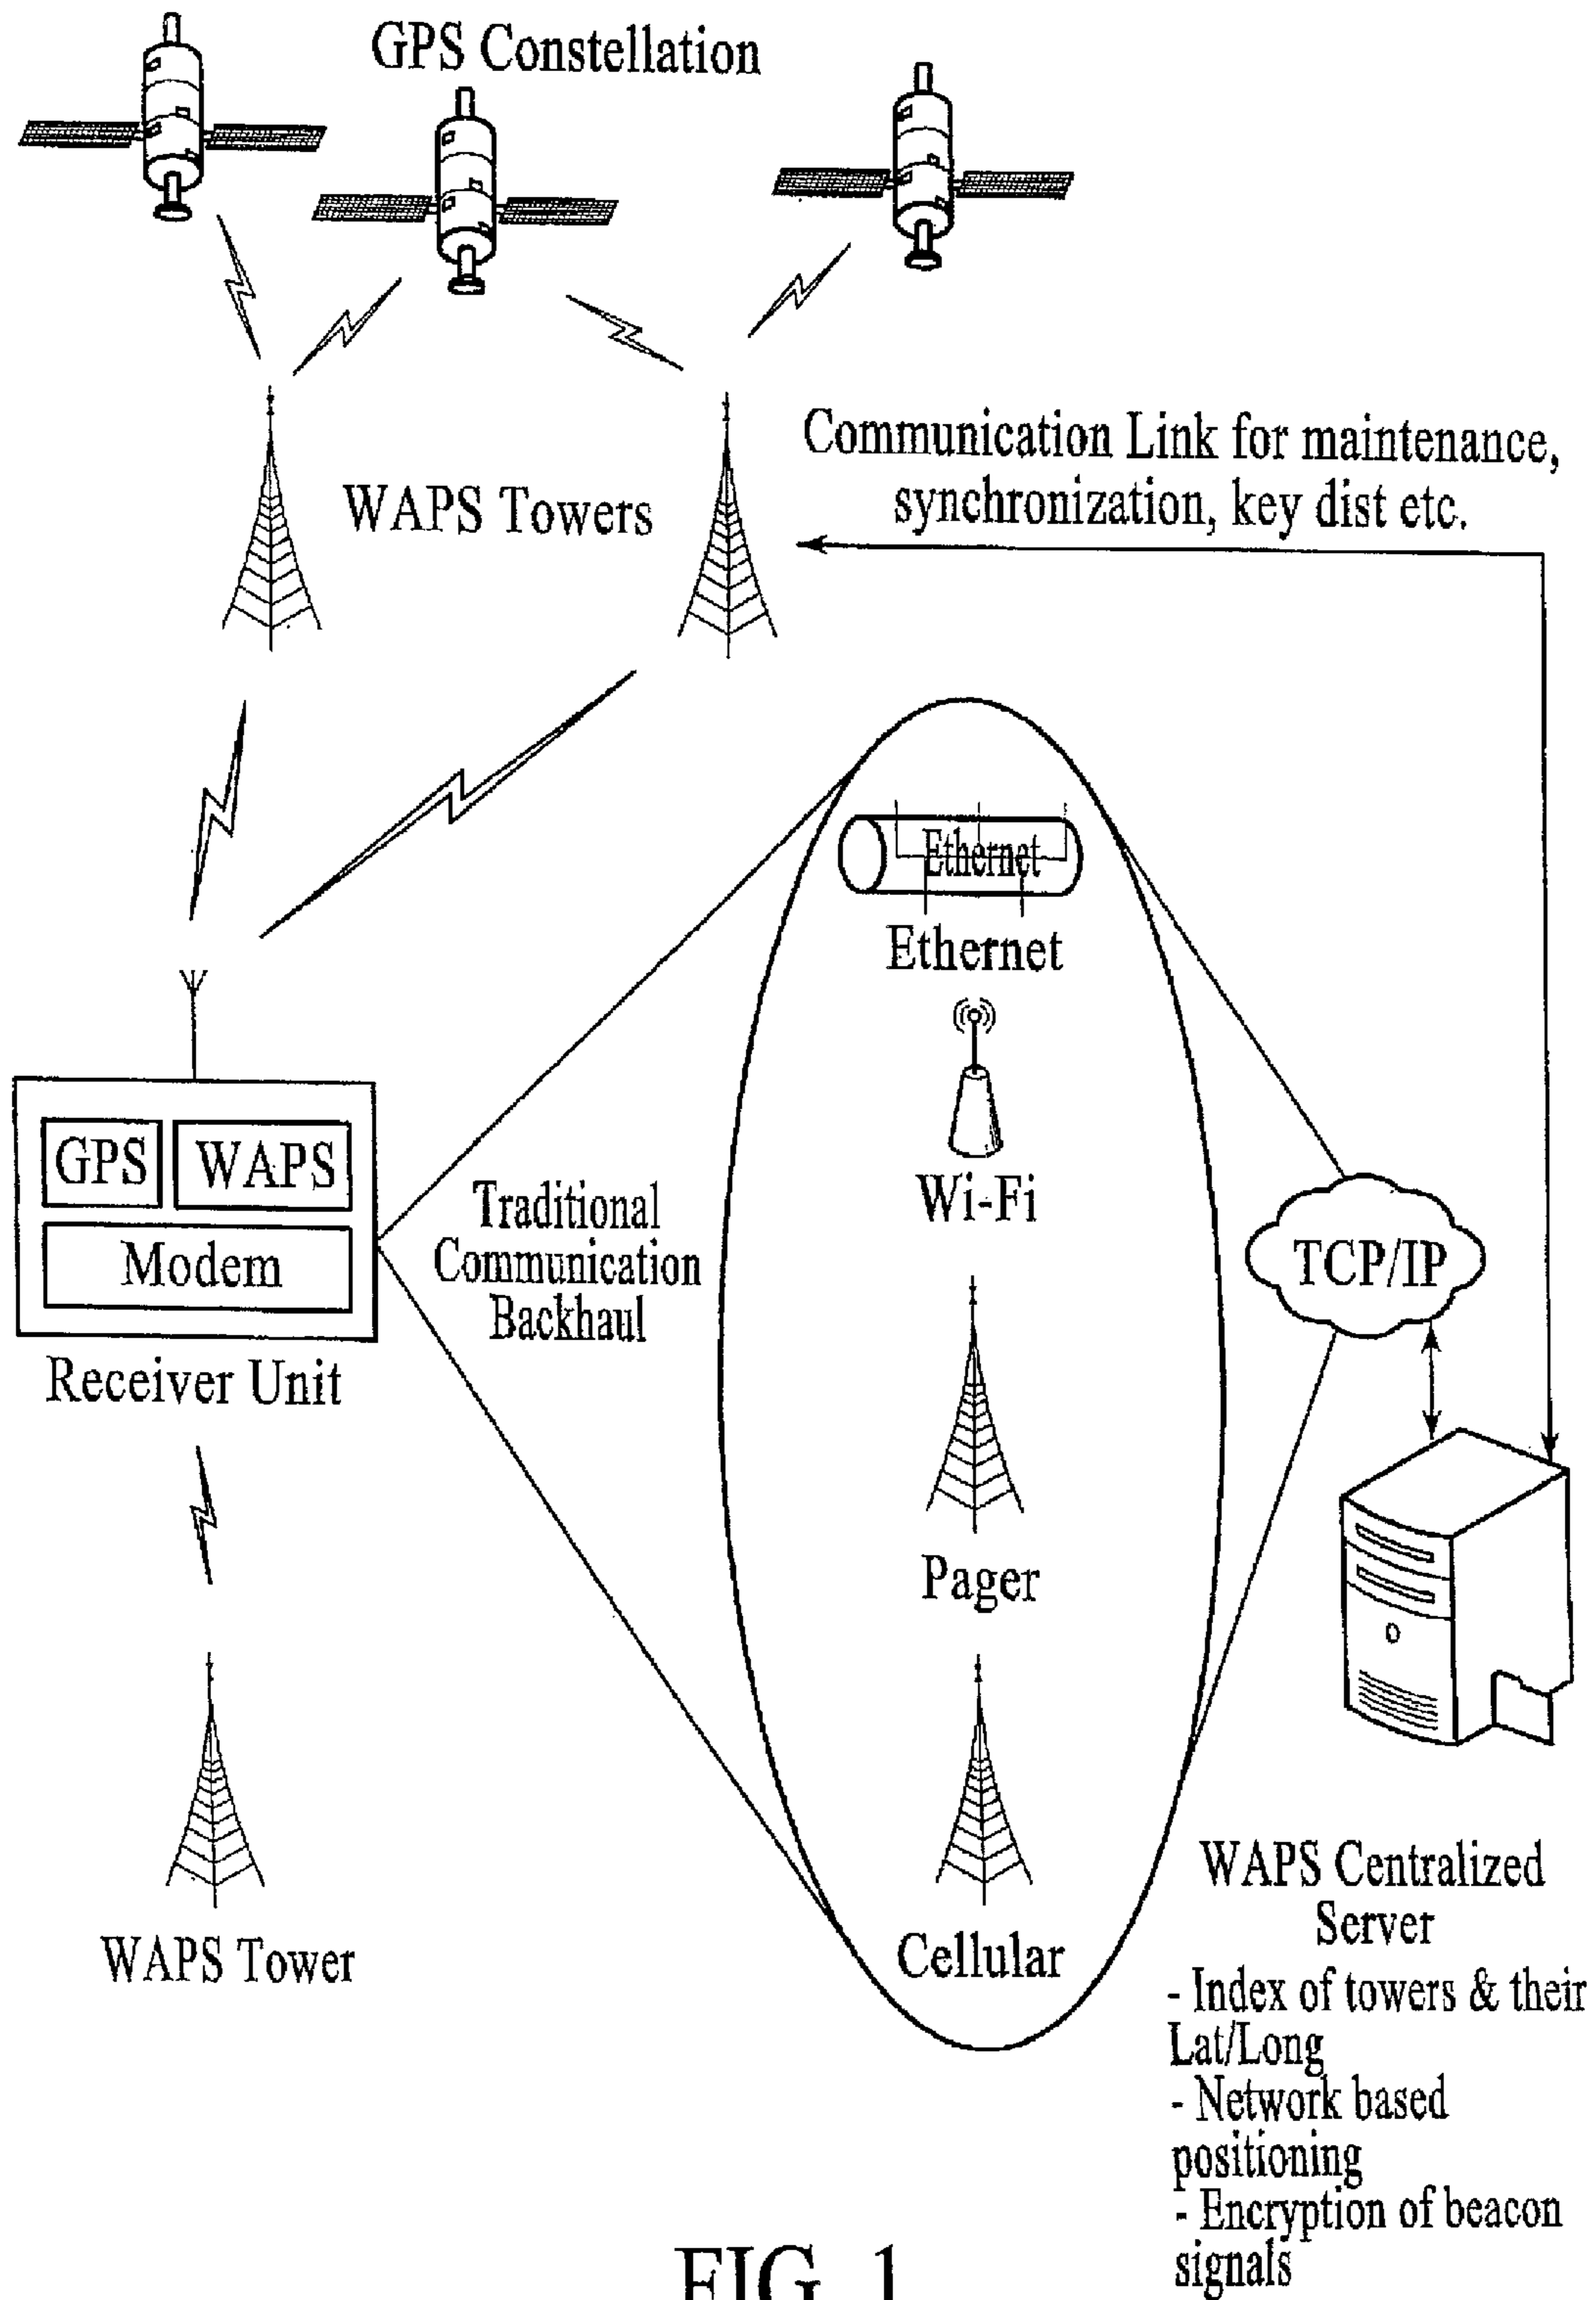 GPS Constellation
Communication Link for maintenance,
synchronization, key dist etc.
WAPS Towers
Ethernet
Ethernet
Wi-Fi
GPS
WAPS
Modem
Receiver Unit
Traditional
Communication
Backhaul
TCP/IP
Pager
Cellular
WAPS Tower
WAPS Centralized
Server
- Index of towers & their
Lat/Long
- Network based
positioning
- Encryption of beacon
signals
FIG. 1